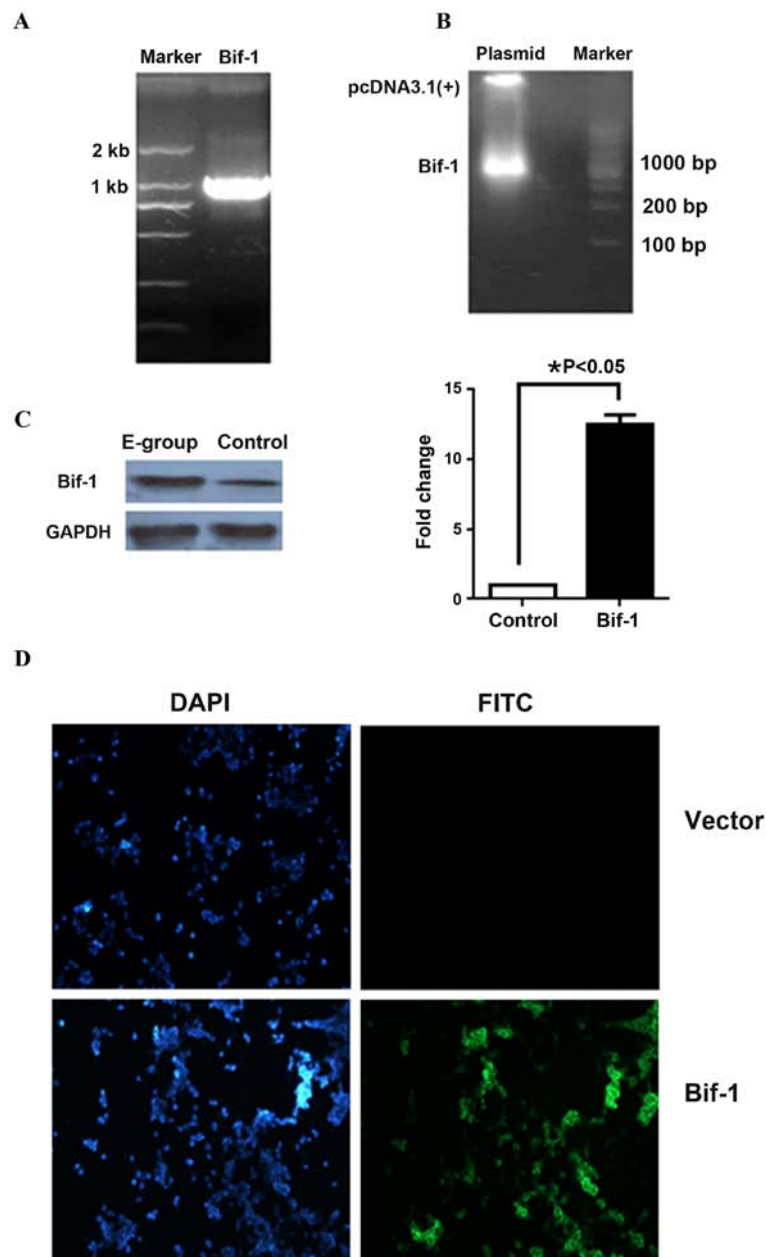 A
Marker Bif-1
2 kb
1 kb
B
Plasmid Marker
pcDNA3.1(+)
Bif-1
1000 bp
200 bp
100 bp
C
E-group Control
Bif-1
GAPDH
*P<0.05
15
10
5
0
Fold change
Control Bif-1
D
DAPI FITC
Vector
Bif-1